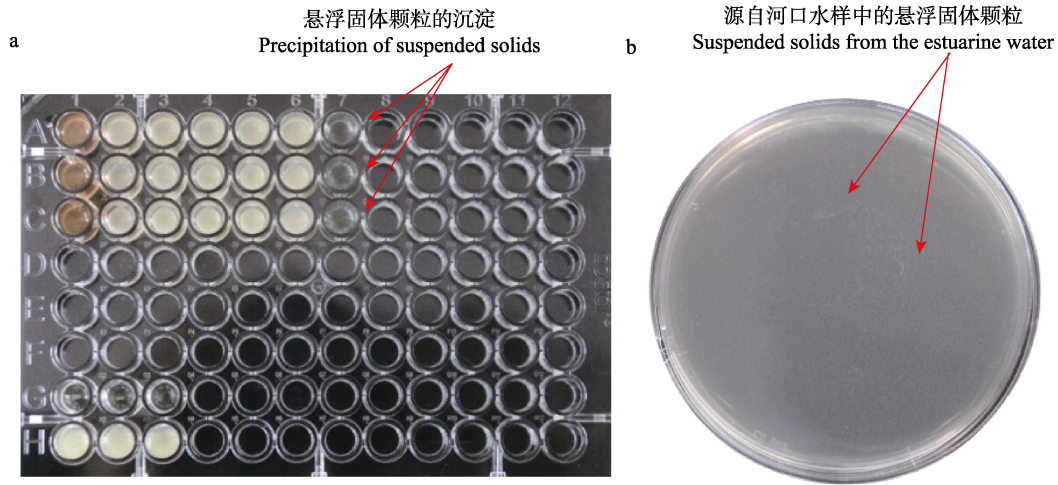 悬浮固体颗粒的沉淀
Precipitation of suspended solids
a
源自河口水样中的悬浮固体颗粒
Suspended solids from the estuarine water
b
1 2 3 4 5 6 7 8 9 10 11 12
A
B
C
D
E
F
G
H